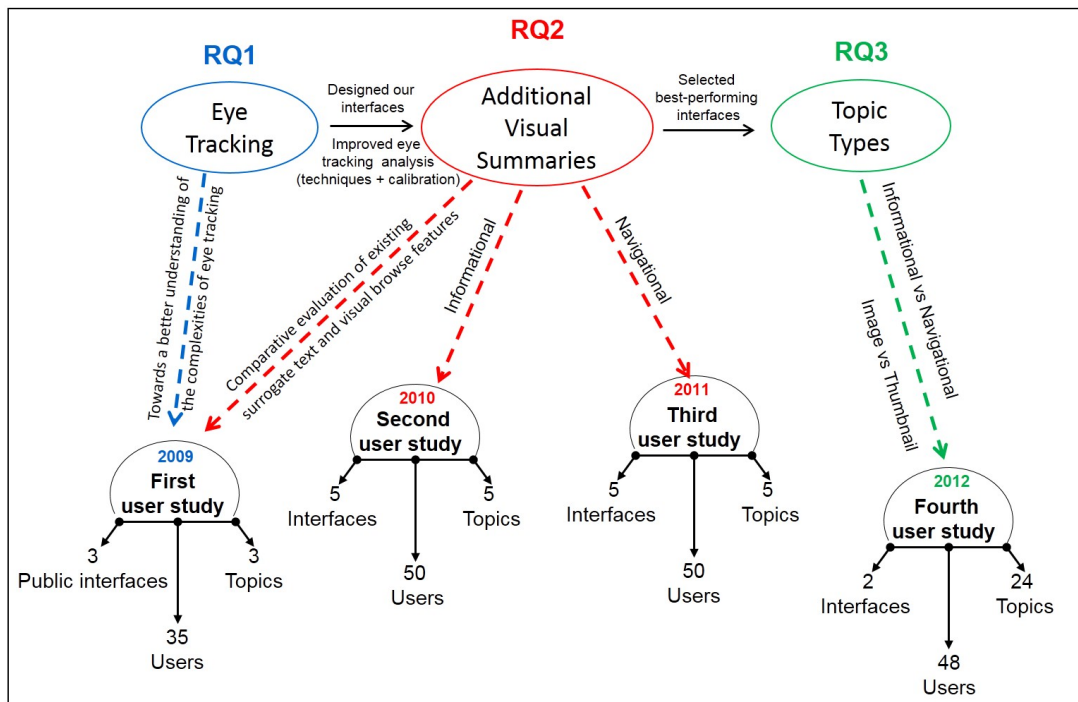 RQ1
RQ2
RQ3
Eye
Tracking
Designed our
interfaces
Improved eye
tracking analysis
(techniques + calibration)
Additional
Visual
Summaries
Selected
best-performing
interfaces
Topic
Types
Towards a better understanding of
the complexities of eye tracking
Comparative evaluation of existing
surrogate text and visual browse features
Informational
Navigational
Informational vs Navigational
Image vs Thumbnail
2009
First
user study
3
Public interfaces
35
Users
3
Topics
2010
Second
user study
5
Interfaces
50
Users
5
Topics
2011
Third
user study
5
Interfaces
50
Users
5
Topics
2012
Fourth
user study
2
Interfaces
48
Users
24
Topics